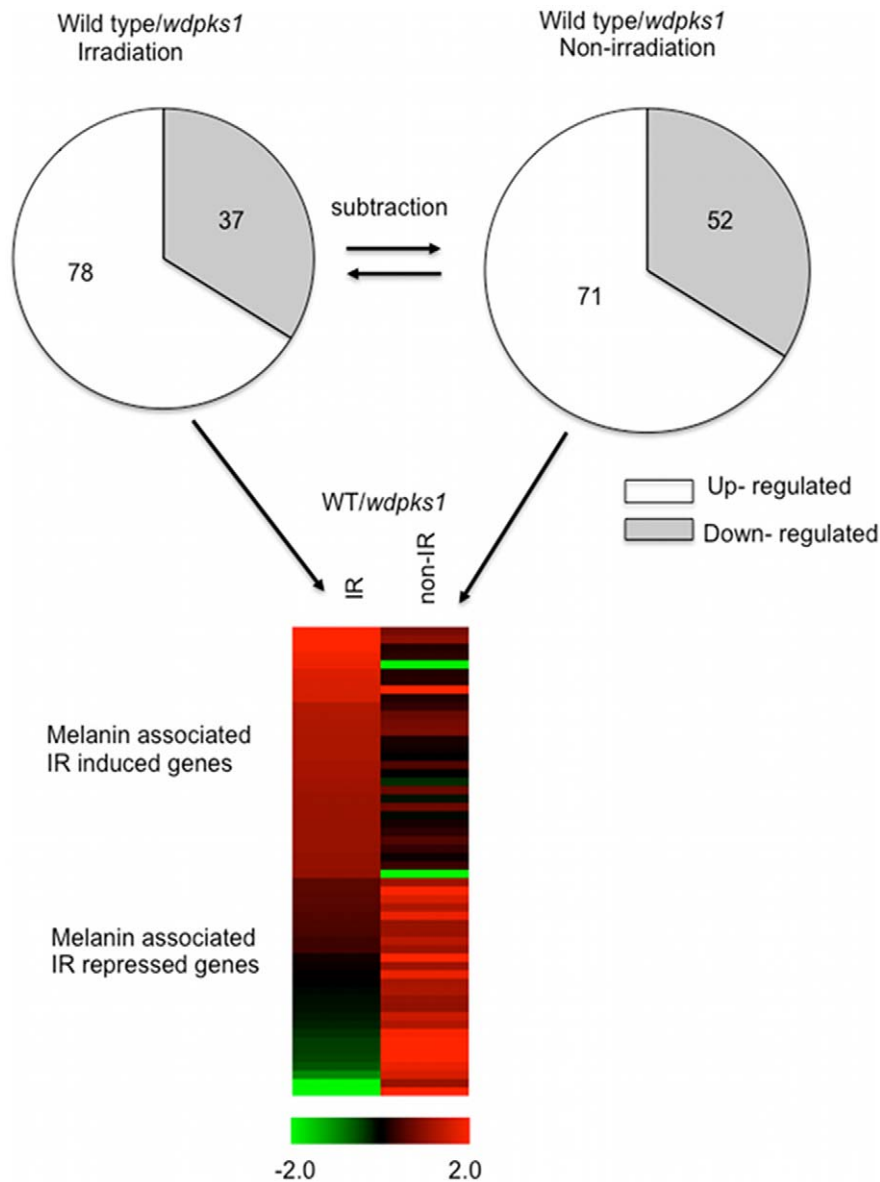 Wild type/wdpks1
Irradiation
Wild type/wdpks1
Non-irradiation
37
78
subtraction
52
71
Up- regulated
Down- regulated
WT/wdpks1
IR
non-IR
Melanin associated
IR induced genes
Melanin associated
IR repressed genes
-2.0
2.0